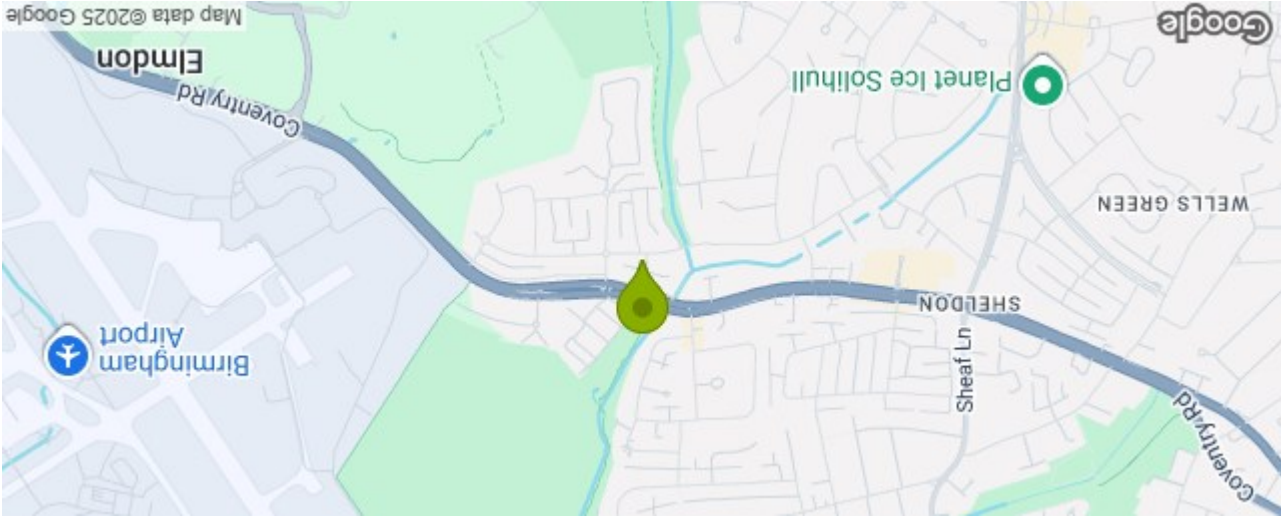 Google
Planet Ice Solihull
WELLS GREEN
Coventry Rd
Sheaf Ln
SHELDON
Birmingham
Airport
Coventry Rd
Elmdon
Map data ©2025 Google